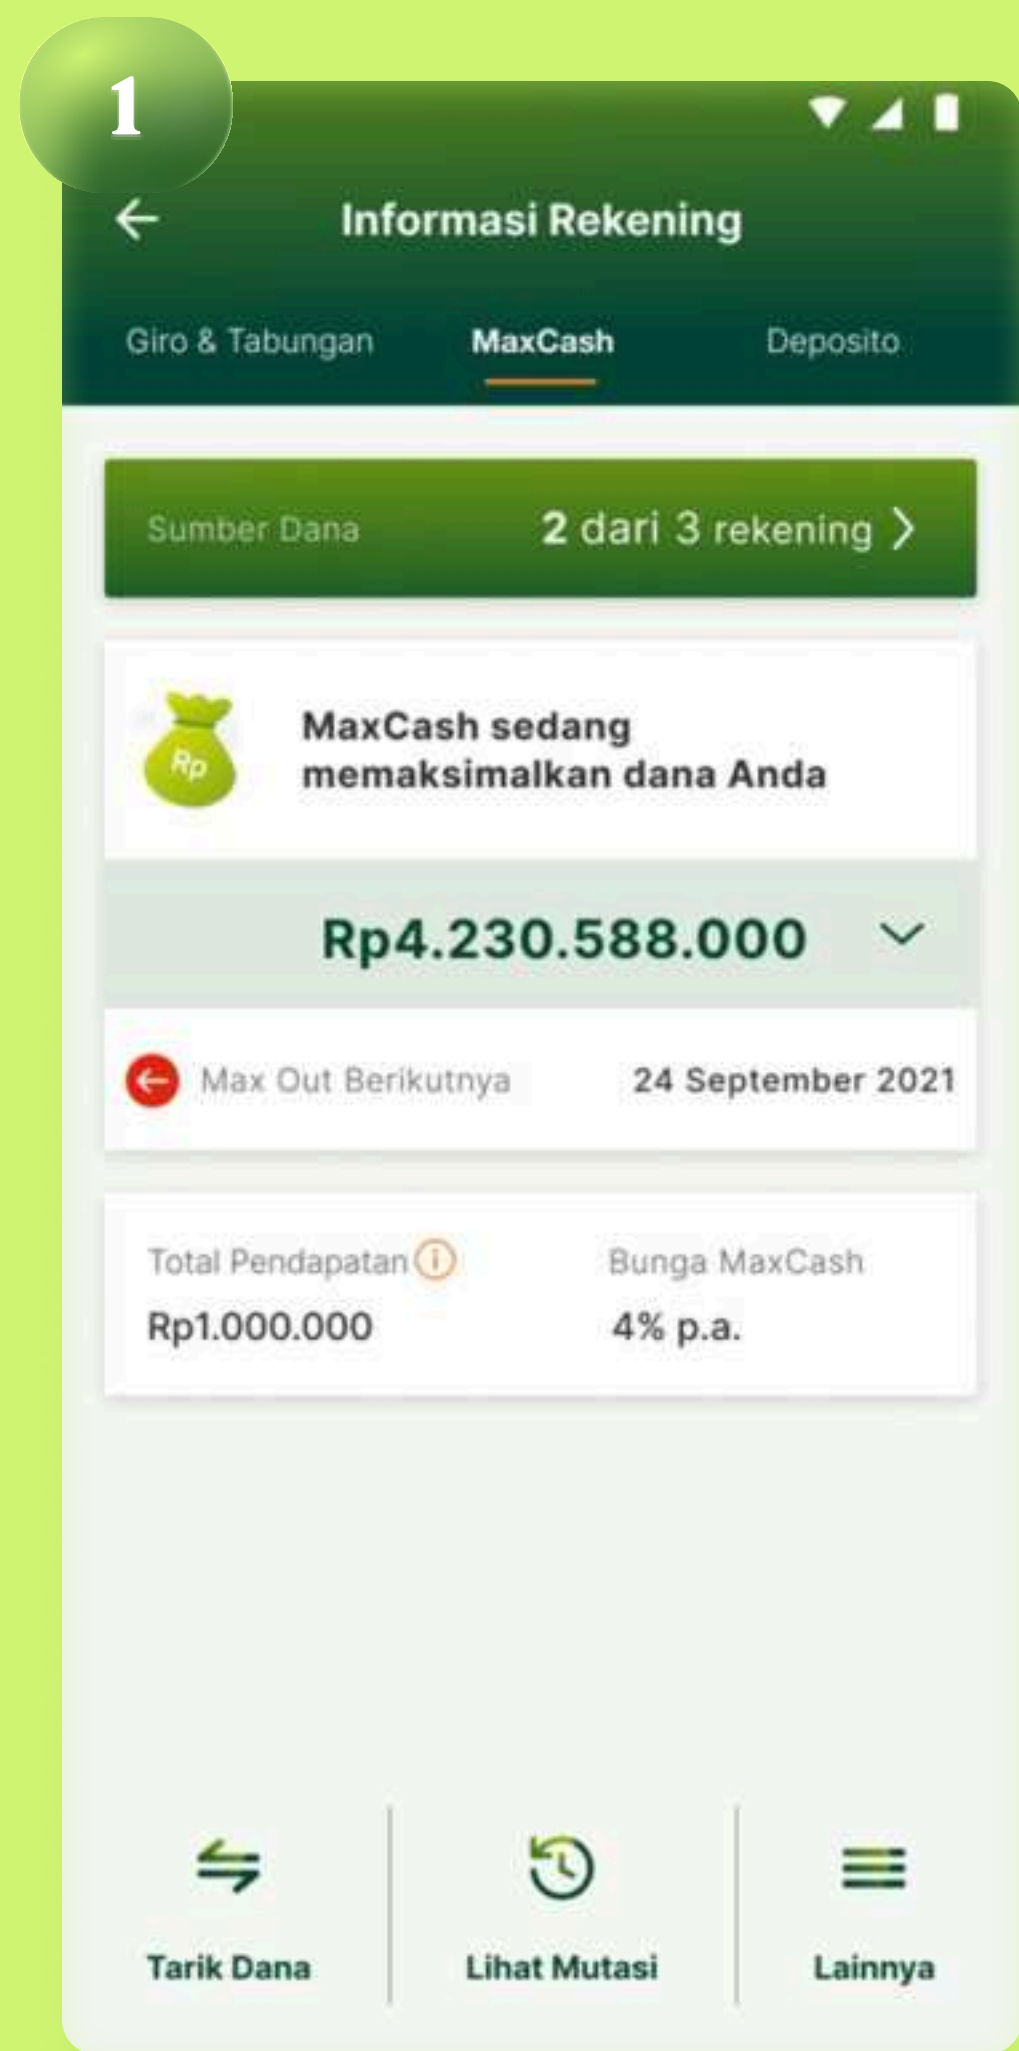 1
Informasi Rekening
Giro & Tabungan MaxCash Deposito
Sumber Dana 2 dari 3 rekening
Rp
MaxCash sedang
memaksimalkan dana Anda
Rp4.230.588.000
Max Out Berikutnya 24 September 2021
Total Pendapatan Bunga MaxCash
Rp1.000.000 4% p.a.
Tarik Dana Lihat Mutasi Lainnya